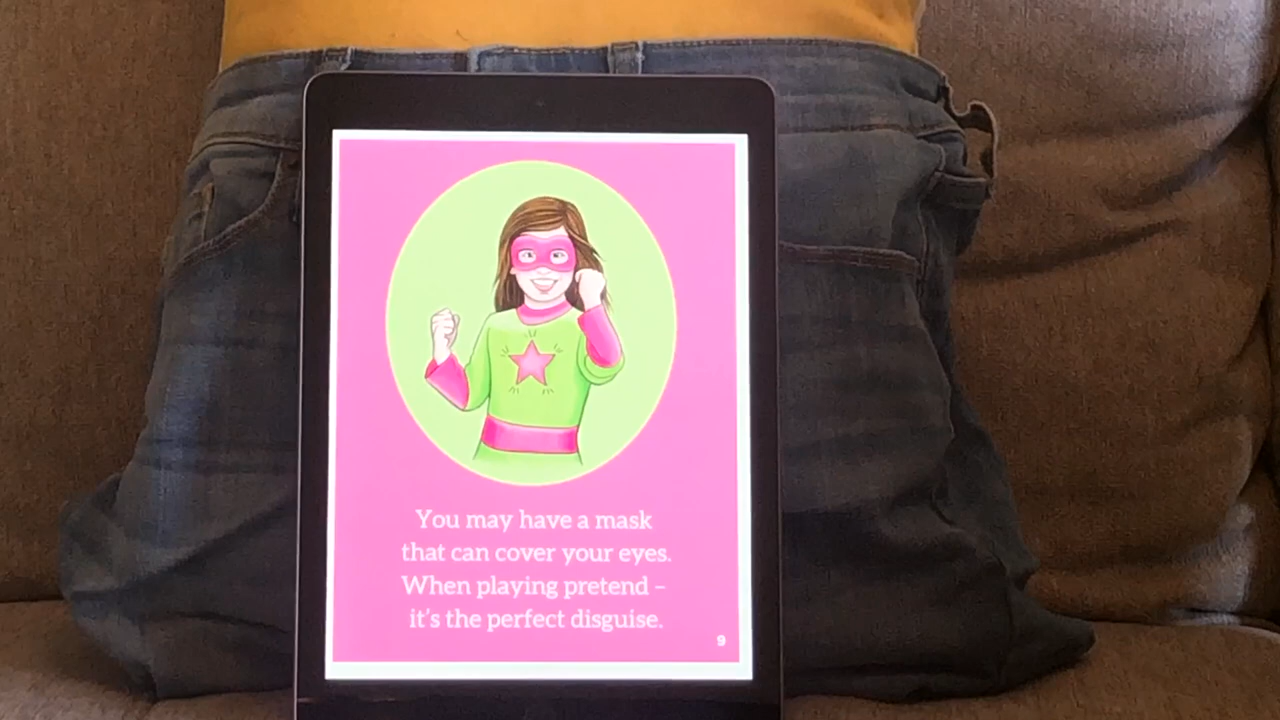 You may have a mask
that can cover your eyes.
When playing pretend –
it's the perfect disguise.
9